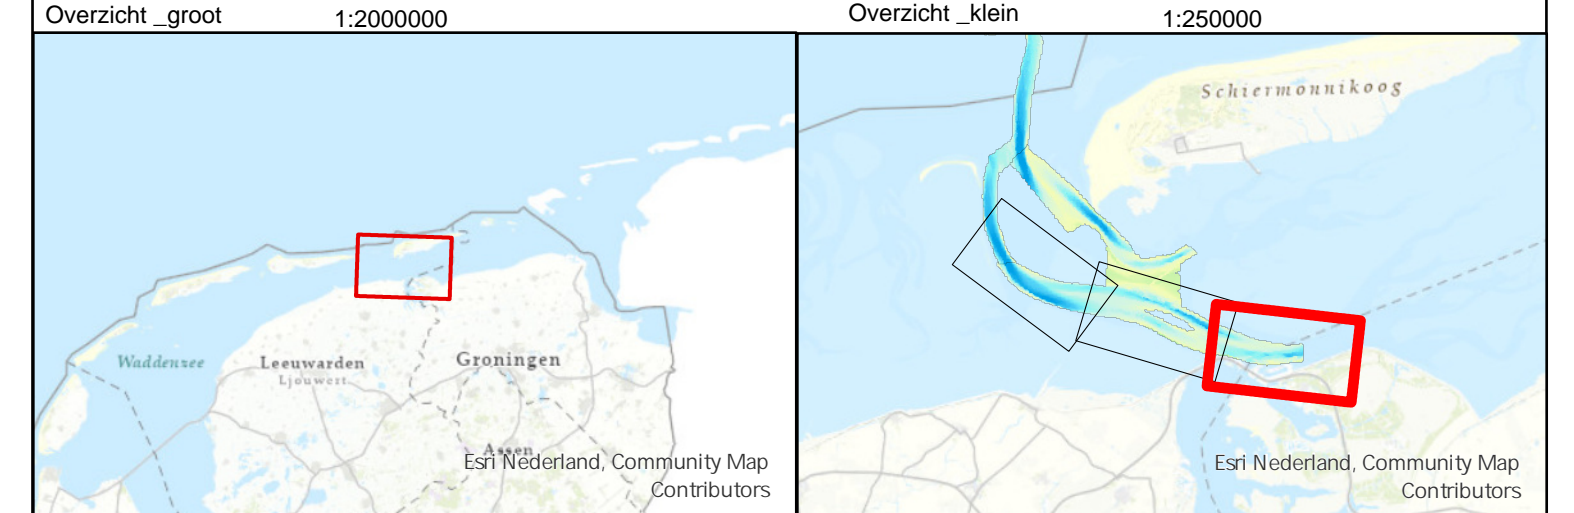 Overzicht _groot 1:2000000
Overzicht _klein 1:250000
Schiermonnikoog
Waddenzee
Leeuwarden
Ljouwert
Groningen
Assen
Esri Nederland, Community Map
Contributors
Esri Nederland, Community Map
Contributors